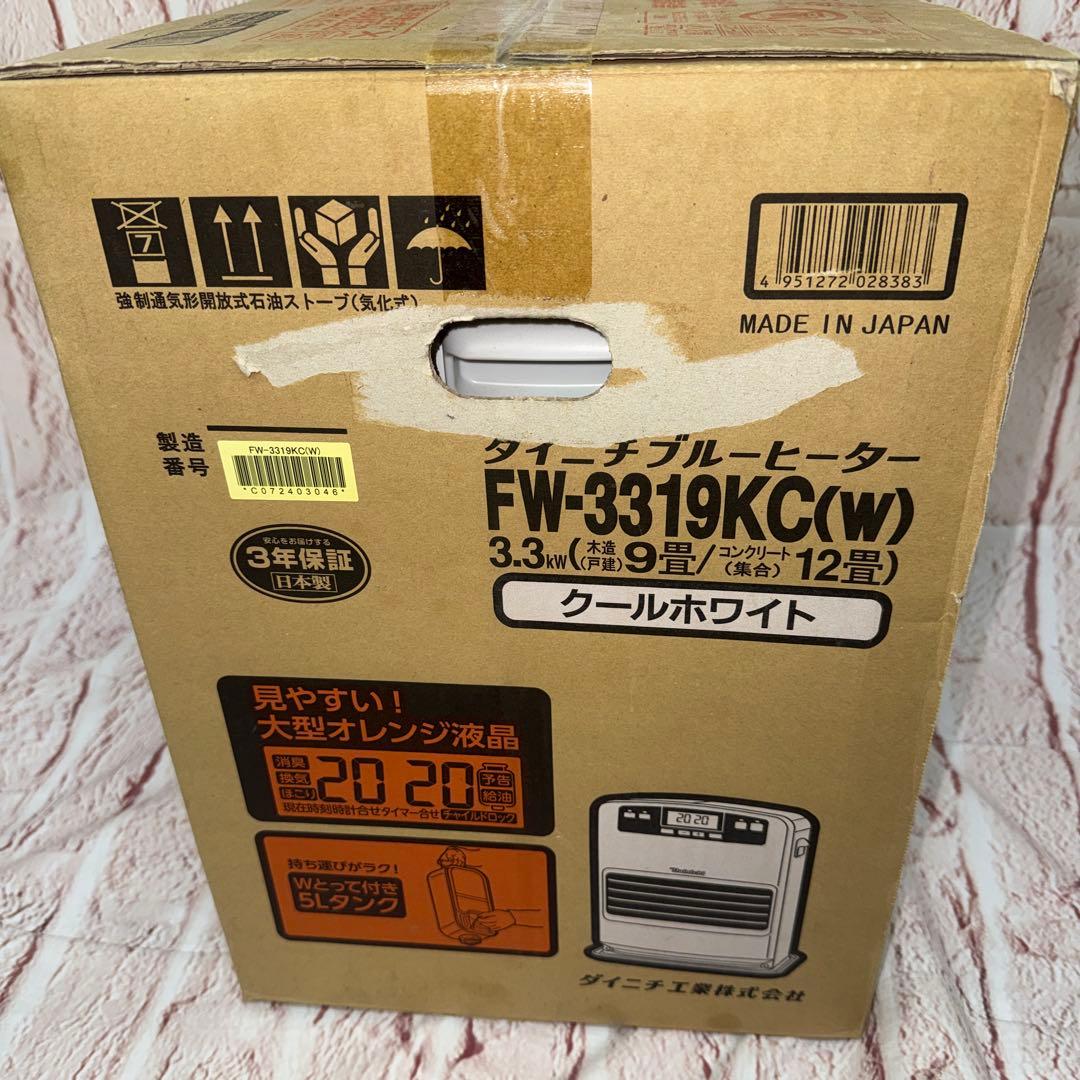 7
強制通気形開放式石油ストーブ(気化式)
4 951272 028383
MADE IN JAPAN
製造
番号
FW-3319KC(W)
*C072403046*
ダイニチブルーヒーター
FW-3319KC(W)
3.3kW(木造(戸建)9畳/コンクリート(集合)12畳)
クールホワイト
安心をお届けする
3年保証
日本製
見やすい!
大型オレンジ液晶
消臭
換気
ほこり
20 20
予告
給油
現在時刻時計合せタイマー合せチャイルドロック
持ち運びがラク!
Wとって付き
5Lタンク
20 20
Dainichi
ダイニチ工業株式会社